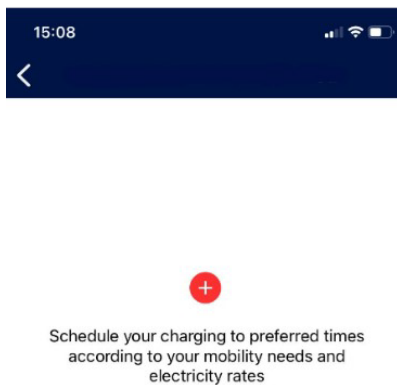 15:08
Schedule your charging to preferred times
according to your mobility needs and
electricity rates